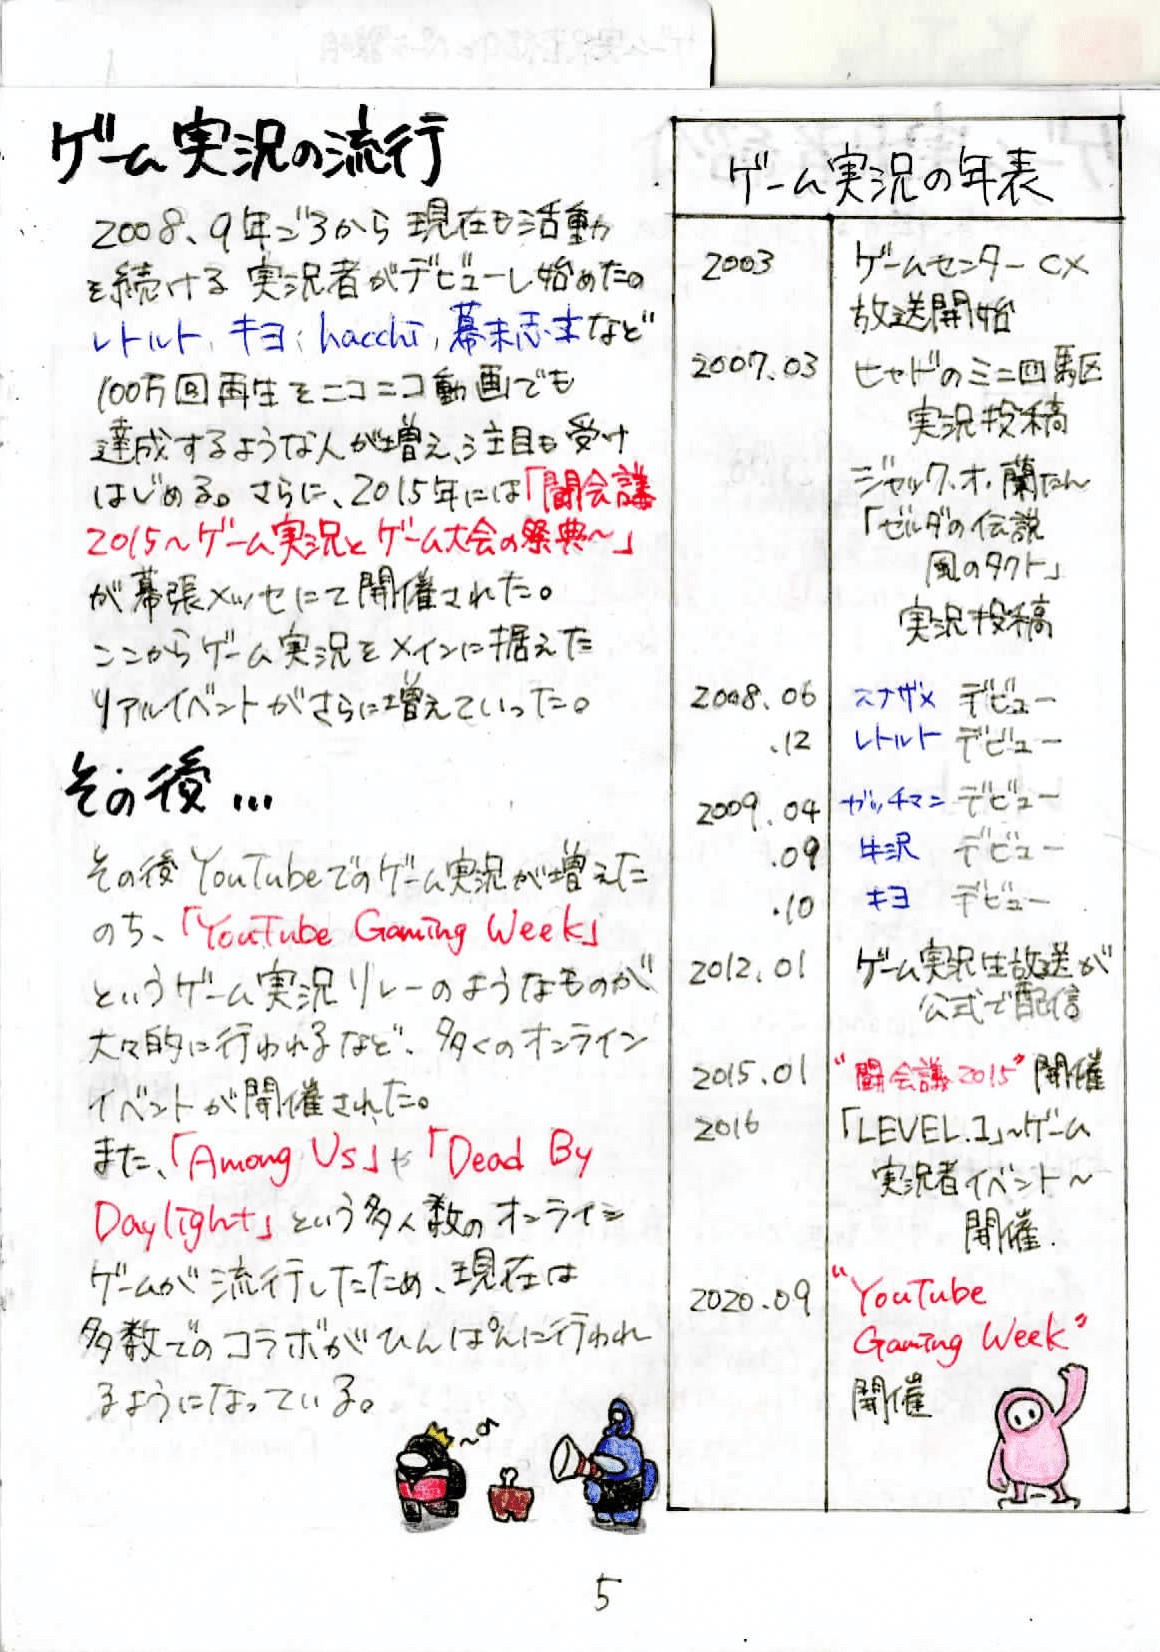 ゲーム実況の流行
2008、9年ごろから現在も活動
を続ける実況者がデビューし始めたの
レトルト、キヨ、hacchi、幕末志士など
100万回再生をニコニコ動画でも
達成するような人が増え、注目も受け
はじめる。さらに、2015年には「闘会議
2015～ゲーム実況とゲーム大会の祭典～」
が幕張メッセにて開催された。
ここからゲーム実況をメインに据えた
リアルイベントがさらに増えていった。
その後…
その後YouTubeでのゲーム実況が増えた
のち、「YouTube Gaming Week」
というゲーム実況リレーのようなものが
大々的に行われるなど、多くのオンライン
イベントが開催された。
また、「Among Us」や「Dead By
Daylight」という多人数のオンライン
ゲームが流行したため、現在は
多数でのコラボがひんぱんに行われ
るようになっている。
ゲーム実況の年表
2003 ゲームセンターCX
放送開始
2007.03 ヒャドのミニ四駆
実況投稿
ジャック・オ・蘭たん
「ゼルダの伝説
風のタクト」
実況投稿
2008.06 スナザメ デビュー
.12 レトルト デビュー
2009.04 ガッチマン デビュー
.09 牛沢 デビュー
.10 キヨ デビュー
2012.01 ゲーム実況生放送が
公式で配信
2015.01 "闘会議2015" 開催
2016 「LEVEL.1」～ゲーム
実況者イベント～
開催.
2020.09 "YouTube
Gaming Week"
開催
5